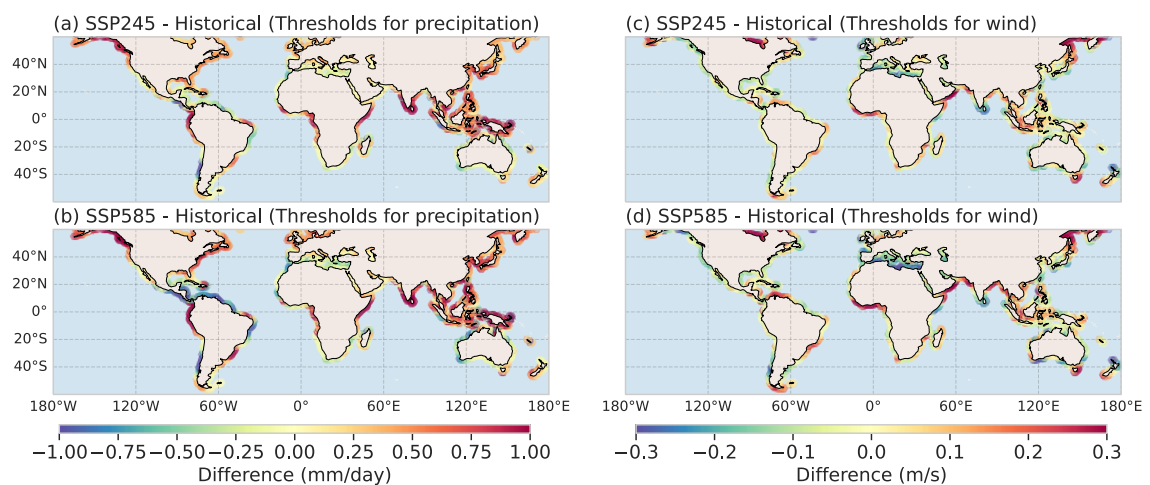 (a) SSP245 - Historical (Thresholds for precipitation)
40°N
20°N
0°
20°S
40°S
(b) SSP585 - Historical (Thresholds for precipitation)
40°N
20°N
0°
20°S
40°S
180°W 120°W 60°W 0° 60°E 120°E 180°E
−1.00 −0.75 −0.50 −0.25 0.00 0.25 0.50 0.75 1.00
Difference (mm/day)
(c) SSP245 - Historical (Thresholds for wind)
(d) SSP585 - Historical (Thresholds for wind)
180°W 120°W 60°W 0° 60°E 120°E 180°E
−0.3 −0.2 −0.1 0.0 0.1 0.2 0.3
Difference (m/s)